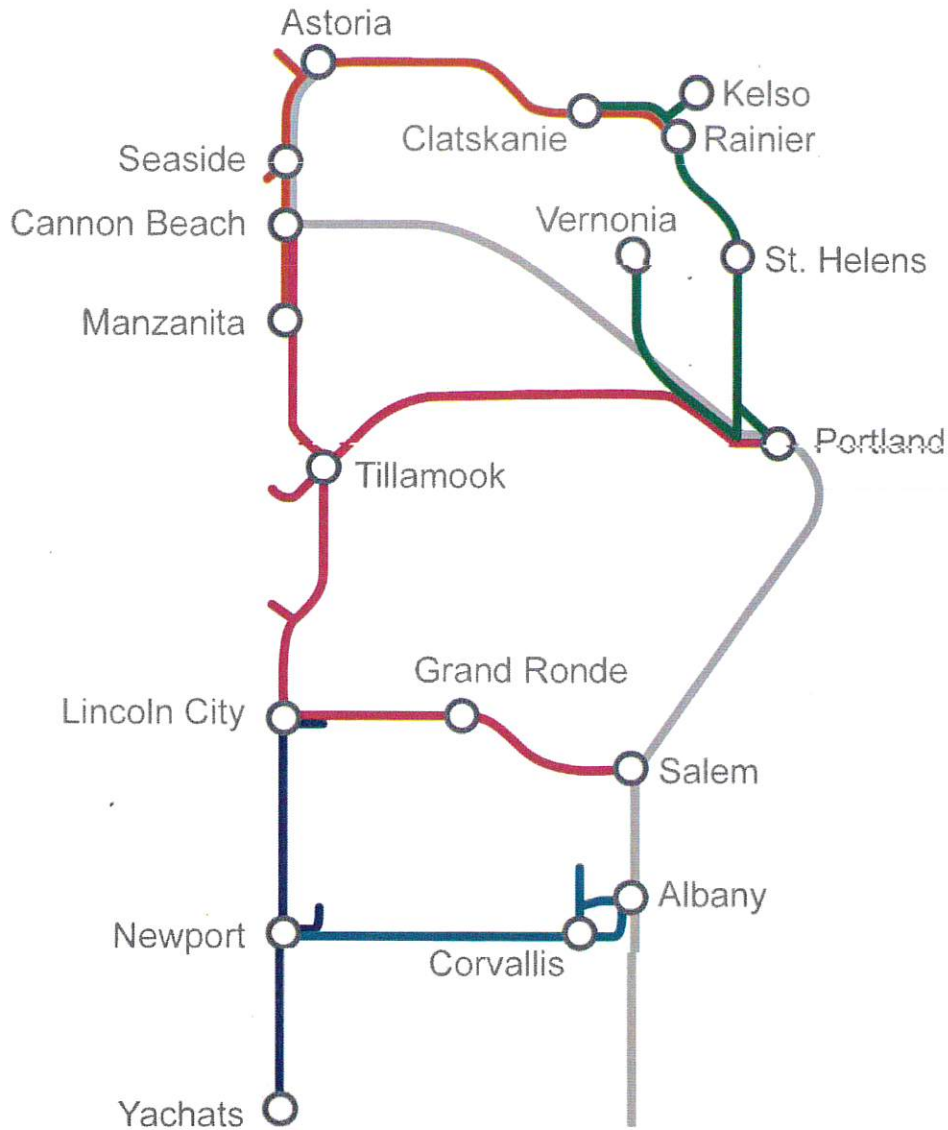 Astoria
Kelso
Clatskanie
Rainier
Seaside
Vernonia
Cannon Beach
St. Helens
Manzanita
Portland
Tillamook
Grand Ronde
Lincoln City
Salem
Albany
Newport
Corvallis
Yachats